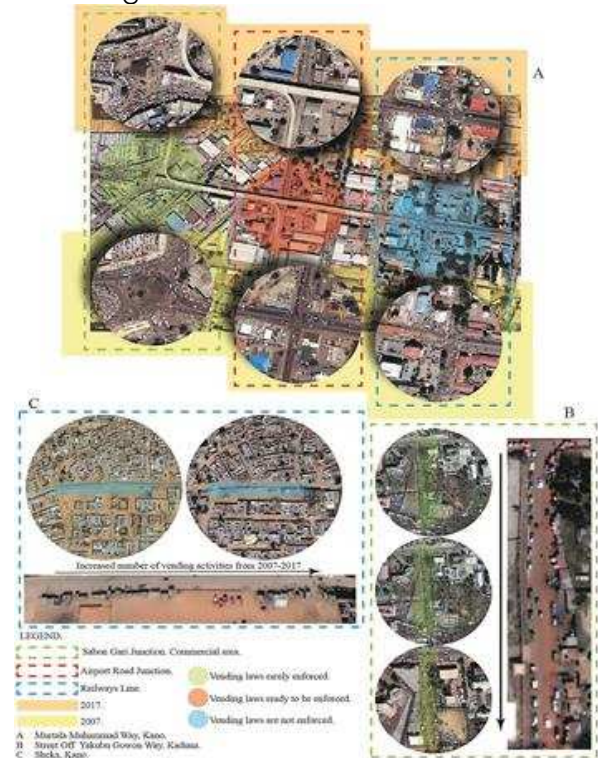 A
C
B
Increased number of vending activities from 2007-2017
LEGEND.
Sabon Gari Junction. Commercial area.
Airport Road Junction.
Railways Line.
2017.
2007.
Vending laws rarely enforced.
Vending laws ready to be enforced.
Vending laws are not enforced.
A Murtala Muhammad Way, Kano.
B Street Off Yakubu Gowon Way, Kaduna.
C Sheka, Kano.